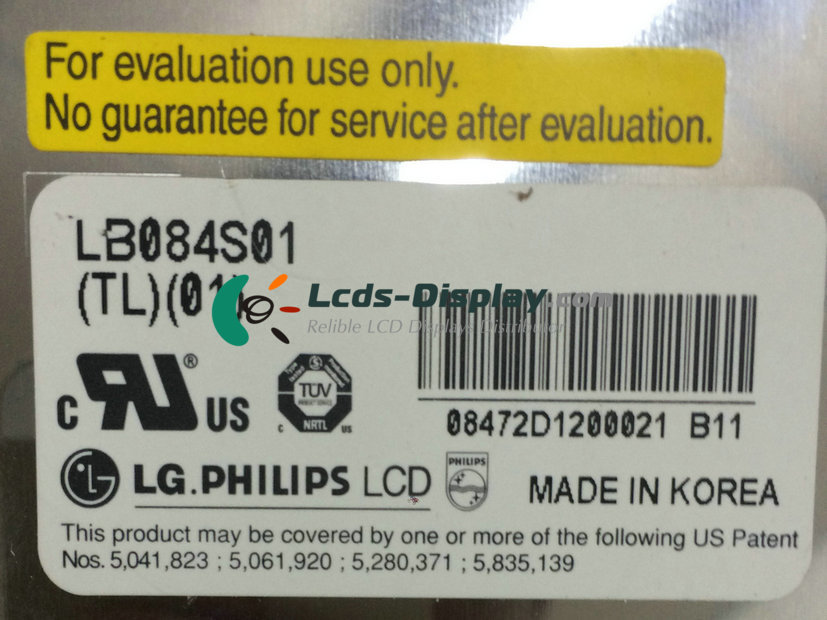 For evaluation use only.
No guarantee for service after evaluation.
LB084S01
(TL)(01)
Lcds-Display.com
Relible LCD Displays Distributor
c UR ® US
TÜV
NRTL
C US
08472D1200021 B11
LG LG.PHILIPS LCD PHILIPS MADE IN KOREA
This product may be covered by one or more of the following US Patent
Nos. 5,041,823 ; 5,061,920 ; 5,280,371 ; 5,835,139